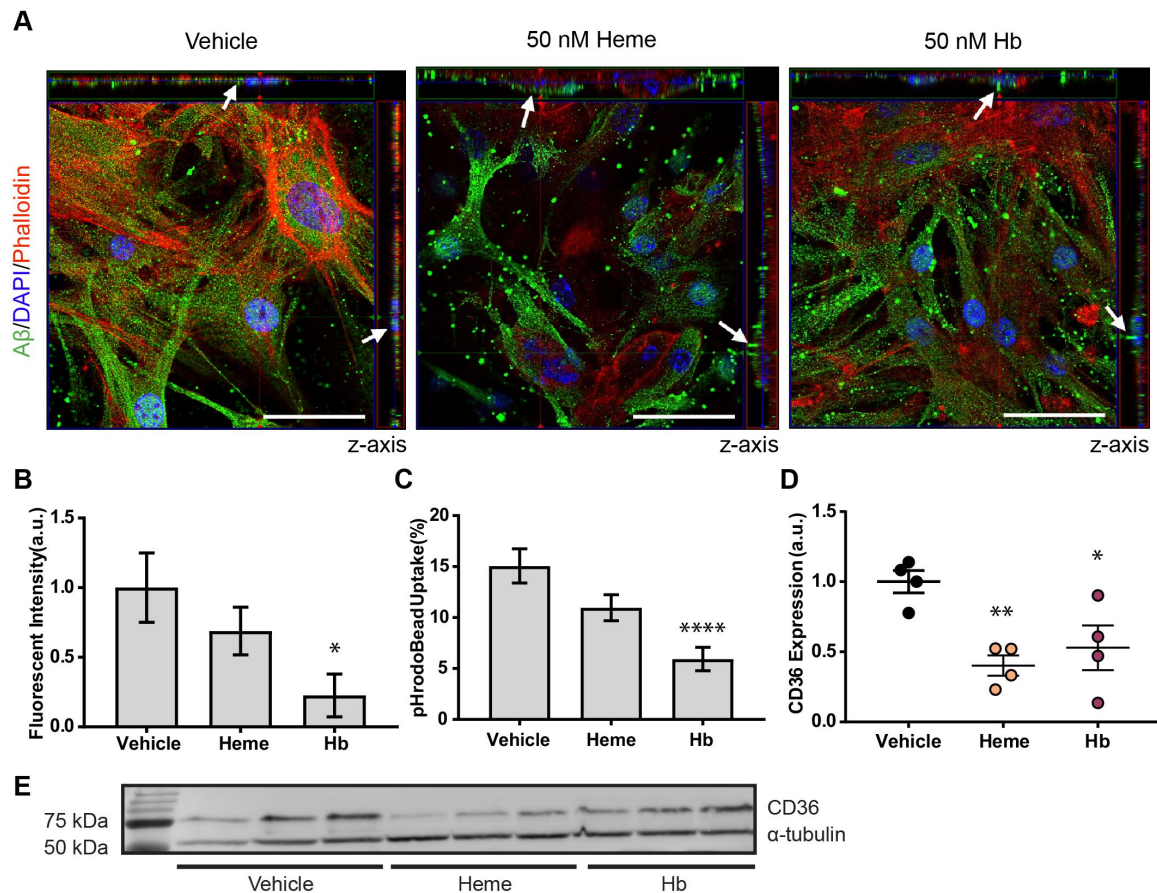 A
Vehicle
50 nM Heme
50 nM Hb
Aβ/DAPI/Phalloidin
z-axis
z-axis
z-axis
B
Fluorescent Intensity(a.u.)
1.5
1.0
0.5
0.0
*
Vehicle
Heme
Hb
C
pHrodoBeadUptake(%)
20
15
10
5
0
****
Vehicle
Heme
Hb
D
CD36 Expression (a.u.)
1.5
1.0
0.5
0.0
**
*
Vehicle
Heme
Hb
E
75 kDa
50 kDa
CD36
α-tubulin
Vehicle
Heme
Hb